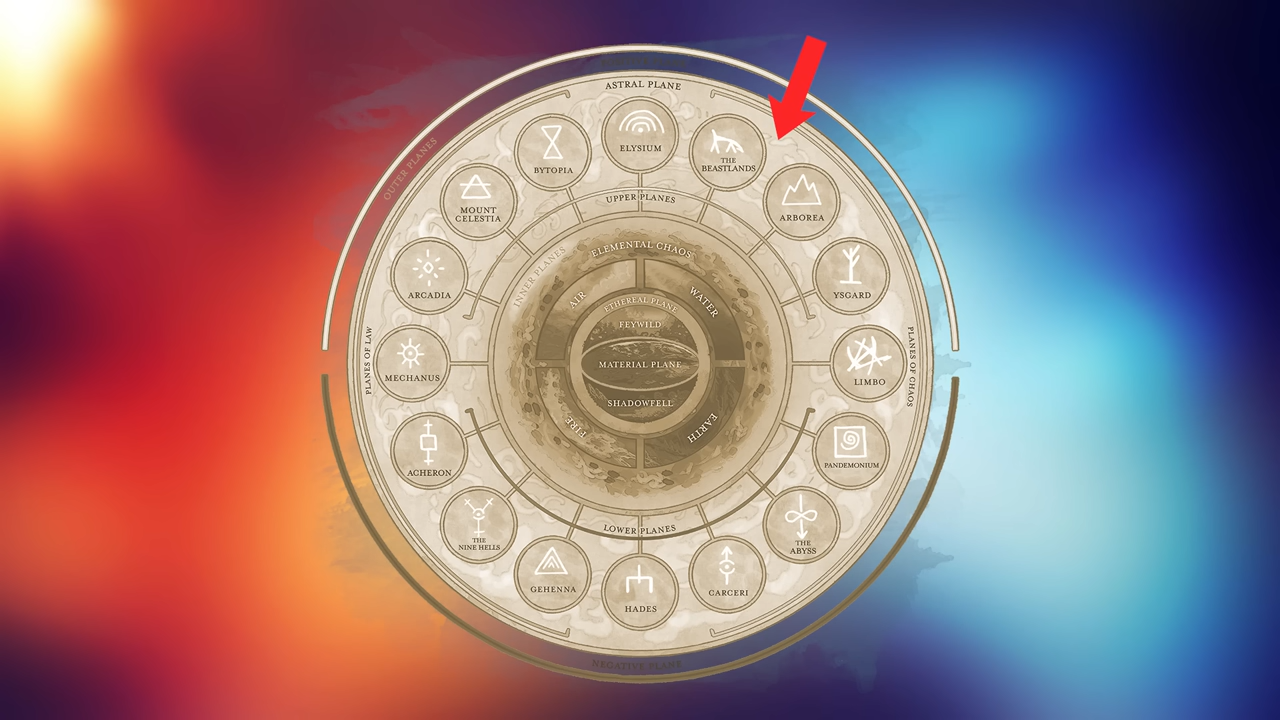 ASTRAL PLANE
OUTER PLANES
ELYSIUM
BYTOPIA
THE
BEASTLANDS
MOUNT
CELESTIA
UPPER PLANES
ARBOREA
INNER PLANES
ELEMENTAL CHAOS
ARCADIA
YSGARD
AIR
WATER
ETHEREAL PLANE
FEYWILD
PLANES OF LAW
MECHANUS
MATERIAL PLANE
LIMBO
PLANES OF CHAOS
SHADOWFELL
FIRE
EARTH
ACHERON
PANDEMONIUM
LOWER PLANES
THE
NINE HELLS
THE
ABYSS
GEHENNA
HADES
CARCERI
NEGATIVE PLANE